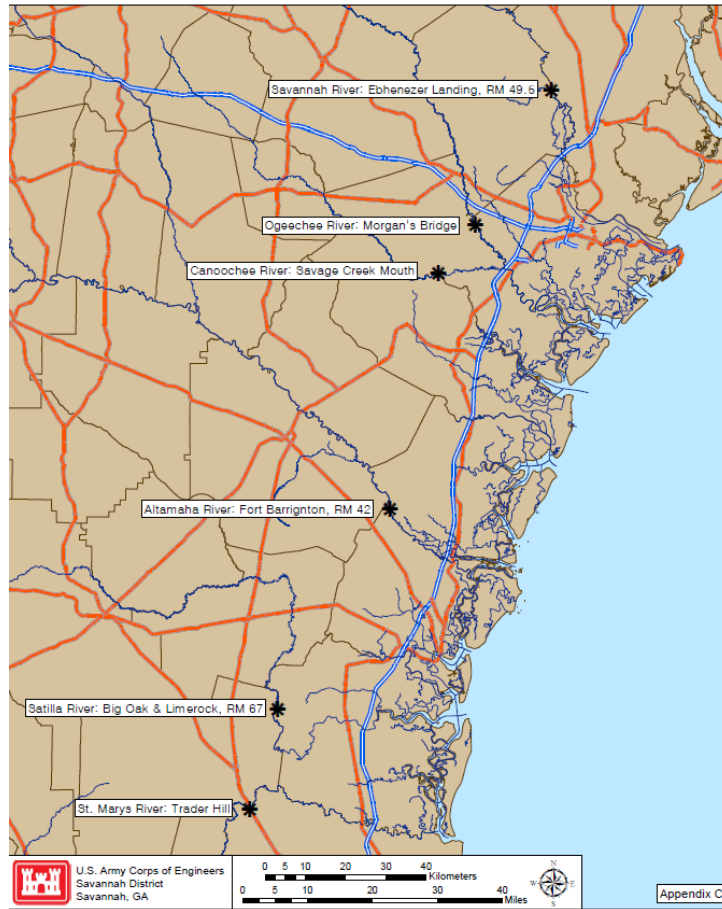 Savannah River: Ebhenezer Landing, RM 49.5
Ogeechee River: Morgan's Bridge
Canoochee River: Savage Creek Mouth
Altamaha River: Fort Barrignton, RM 42
Satilla River: Big Oak & Limerock, RM 67
St. Marys River: Trader Hill
U.S. Army Corps of Engineers
Savannah District
Savannah, GA
0 5 10 20 30 40
Kilometers
0 5 10 20 30 40
Miles
N
W E
S
Appendix C